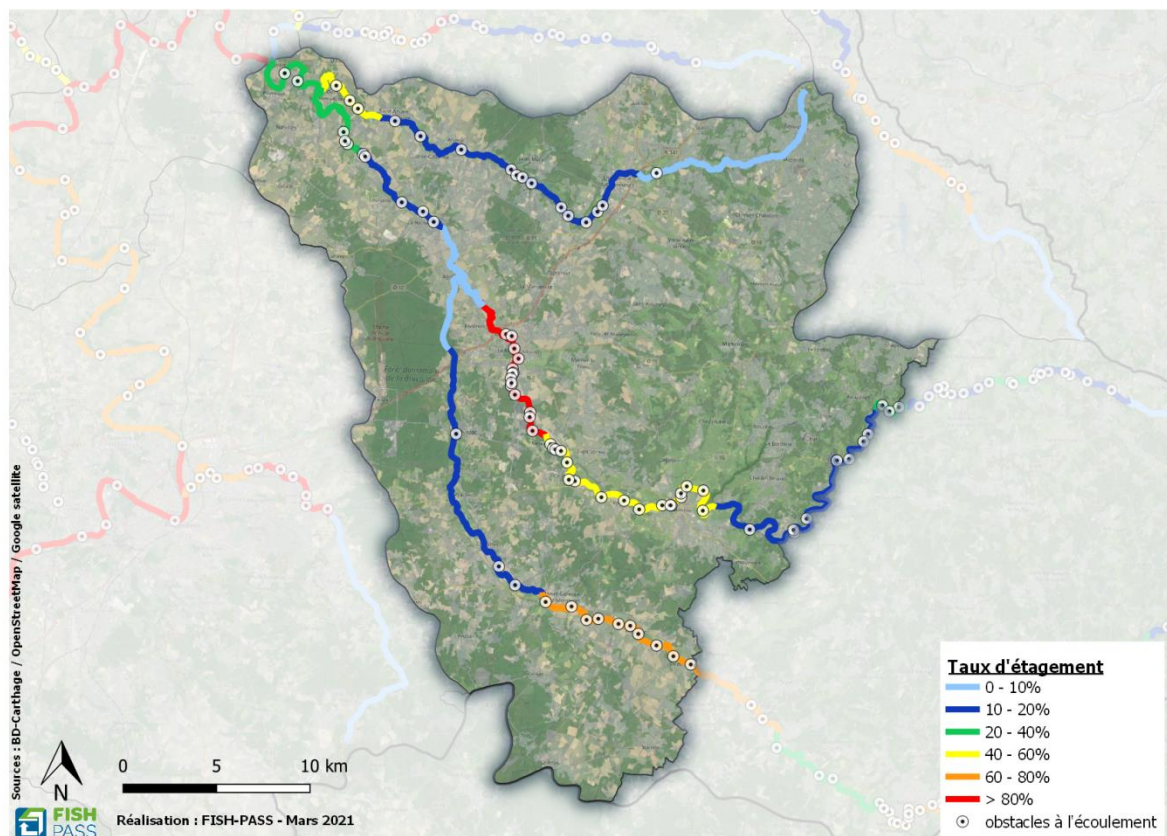 Sources : BD-Carthage / OpenStreetMap / Google satellite
Taux d'étagement
0 - 10%
10 - 20%
20 - 40%
40 - 60%
60 - 80%
> 80%
obstacles à l'écoulement
0 5 10 km
N
FISH
PASS
Réalisation : FISH-PASS - Mars 2021